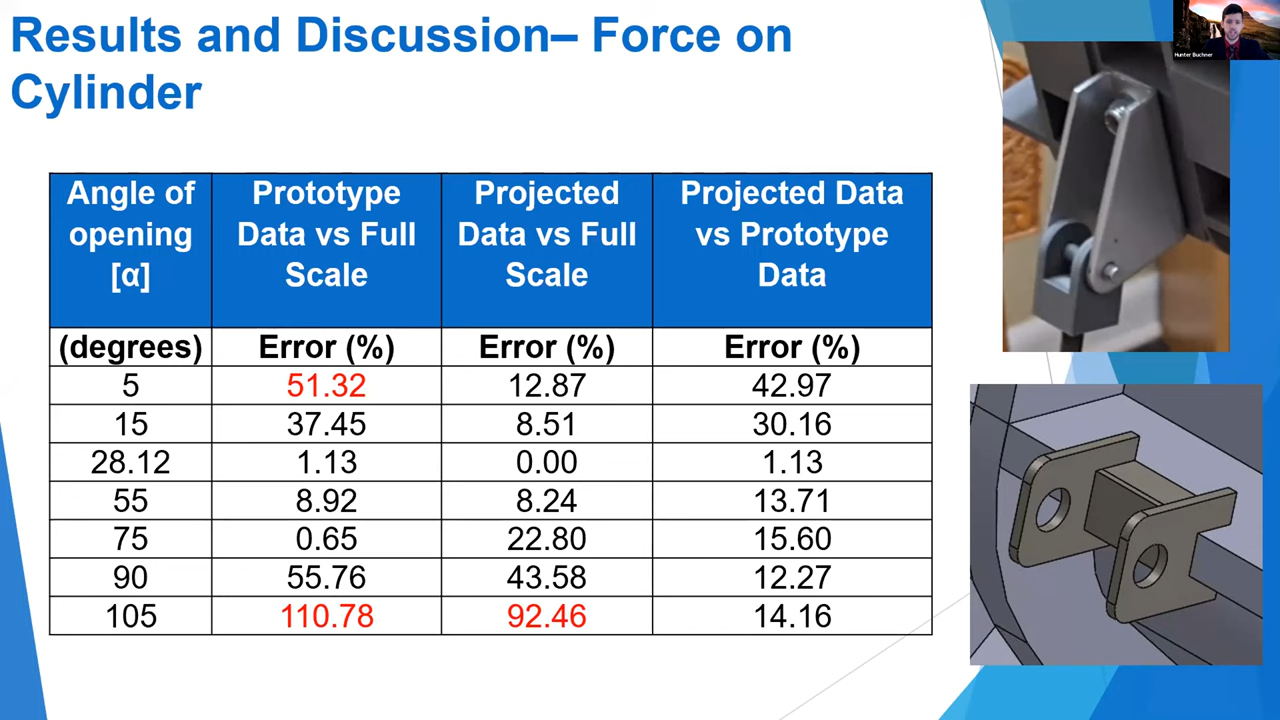 Results and Discussion– Force on
Cylinder
Hunter Buchner
Angle of opening [α] Prototype Data vs Full Scale Projected Data vs Full Scale Projected Data vs Prototype Data
(degrees) Error (%) Error (%) Error (%)
5 51.32 12.87 42.97
15 37.45 8.51 30.16
28.12 1.13 0.00 1.13
55 8.92 8.24 13.71
75 0.65 22.80 15.60
90 55.76 43.58 12.27
105 110.78 92.46 14.16